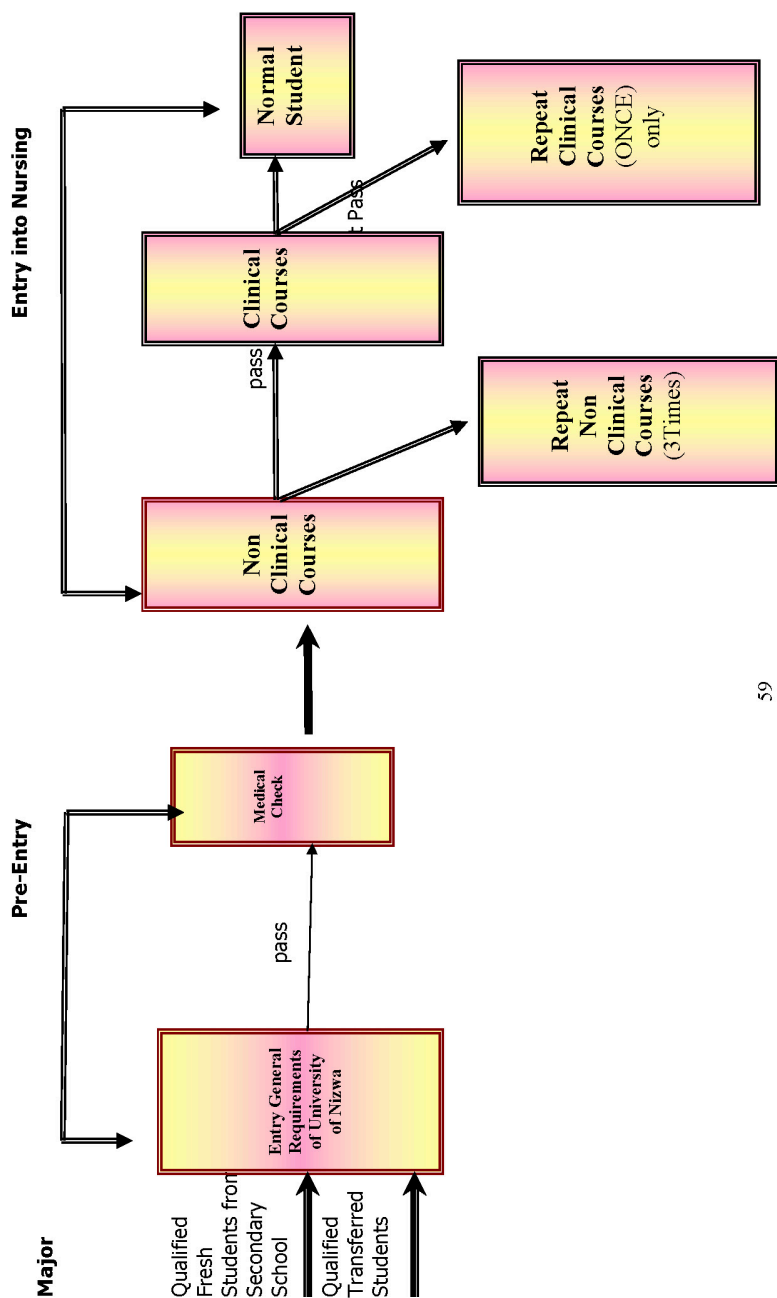 Major
Pre-Entry
Entry into Nursing
Qualified
Fresh
Students from
Secondary
School
Qualified
Transferred
Students
Entry General
Requirements
of University
of Nizwa
pass
Medical
Check
Non
Clinical
Courses
pass
Clinical
Courses
t Pass
Normal
Student
Repeat
Non
Clinical
Courses
(3Times)
Repeat
Clinical
Courses
(ONCE)
only
59